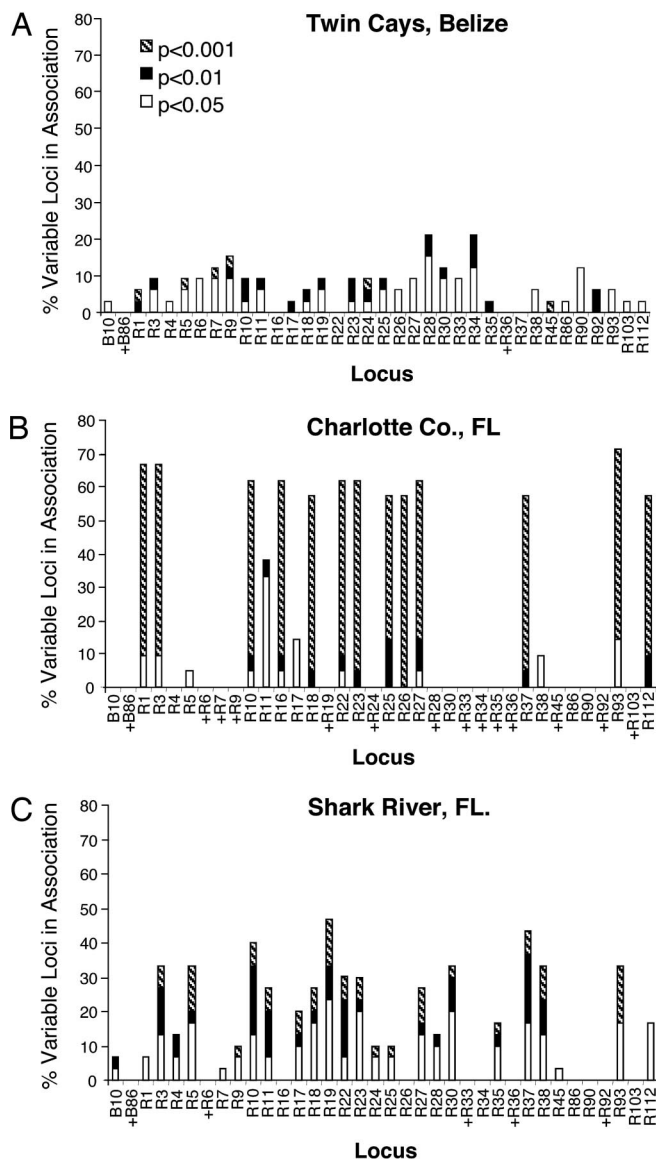 A
Twin Cays, Belize
p<0.001
p<0.01
p<0.05
% Variable Loci in Association
80
70
60
50
40
30
20
10
0
B10 +B86 R1 R3 R4 R5 R6 R7 R9 R10 R11 R16 R17 R18 R19 R22 R23 R24 R25 R26 R27 R28 R30 R33 R34 R35 +R36 R37 R38 R45 R86 R90 R92 R93 R103 R112
Locus
B
Charlotte Co., FL
% Variable Loci in Association
80
70
60
50
40
30
20
10
0
B10 +B86 R1 R3 R4 R5 +R6 +R7 +R9 R10 R11 R16 R17 R18 +R19 R22 R23 +R24 R25 R26 R27 +R28 R30 +R33 +R34 +R35 +R36 R37 R38 +R45 R86 R90 +R92 R93 +R103 R112
Locus
C
Shark River, FL.
% Variable Loci in Association
80
70
60
50
40
30
20
10
0
B10 +B86 R1 R3 R4 R5 +R6 R7 R9 R10 R11 R16 R17 R18 R19 R22 R23 R24 R25 R26 R27 R28 R30 +R33 R34 R35 +R36 R37 R38 R45 R86 R90 +R92 R93 R103 R112
Locus